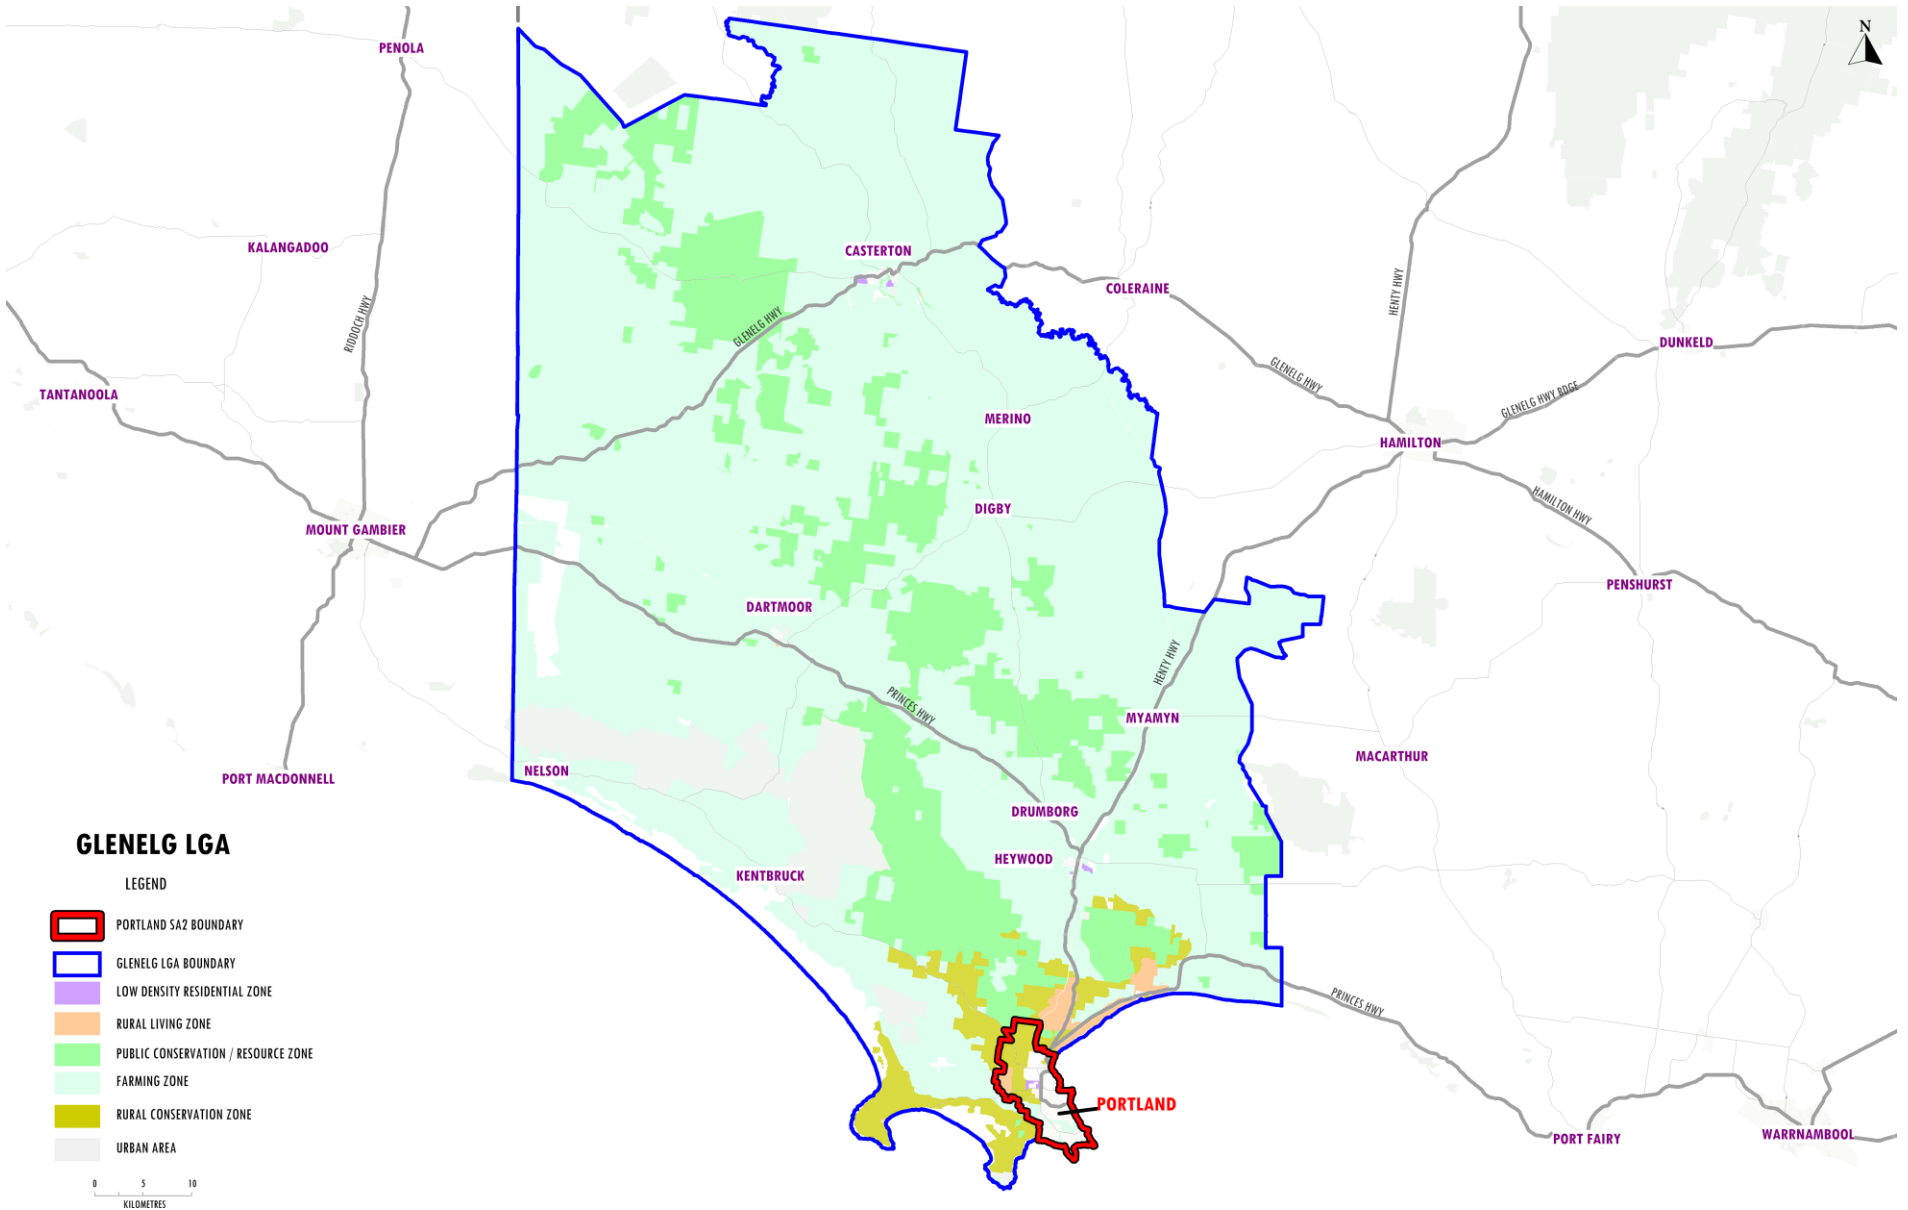 N
PENOLA
KALANGADOO
CASTERTON
COLERAINE
RIDDOCH HWY
GLENELG HWY
HENTY HWY
DUNKELD
TANTANOOLA
GLENELG HWY
GLENELG HWY BDGE
MERINO
HAMILTON
MOUNT GAMBIER
DIGBY
HAMILTON HWY
DARTMOOR
PENSHURST
HENTY HWY
PRINCES HWY
MYAMYN
MACARTHUR
PORT MACDONNELL
NELSON
DRUMBORG
HEYWOOD
KENTBRUCK
PRINCES HWY
PORTLAND
PORT FAIRY
WARRNAMBOOL
GLENELG LGA
LEGEND
PORTLAND SA2 BOUNDARY
GLENELG LGA BOUNDARY
LOW DENSITY RESIDENTIAL ZONE
RURAL LIVING ZONE
PUBLIC CONSERVATION / RESOURCE ZONE
FARMING ZONE
RURAL CONSERVATION ZONE
URBAN AREA
0 5 10
KILOMETRES